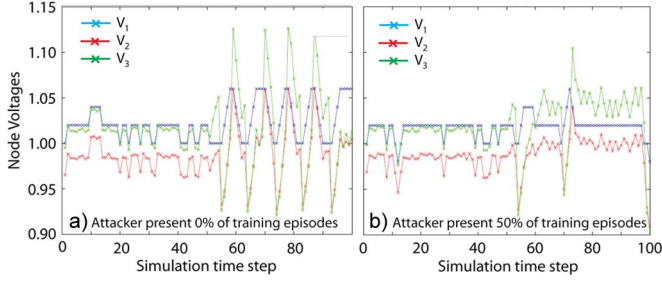 1.15
1.10
1.05
1.00
0.95
0.90
Node Voltages
V1
V2
V3
a) Attacker present 0% of training episodes
0 20 40 60 80
Simulation time step
V1
V2
V3
b) Attacker present 50% of training episodes
0 20 40 60 80 100
Simulation time step